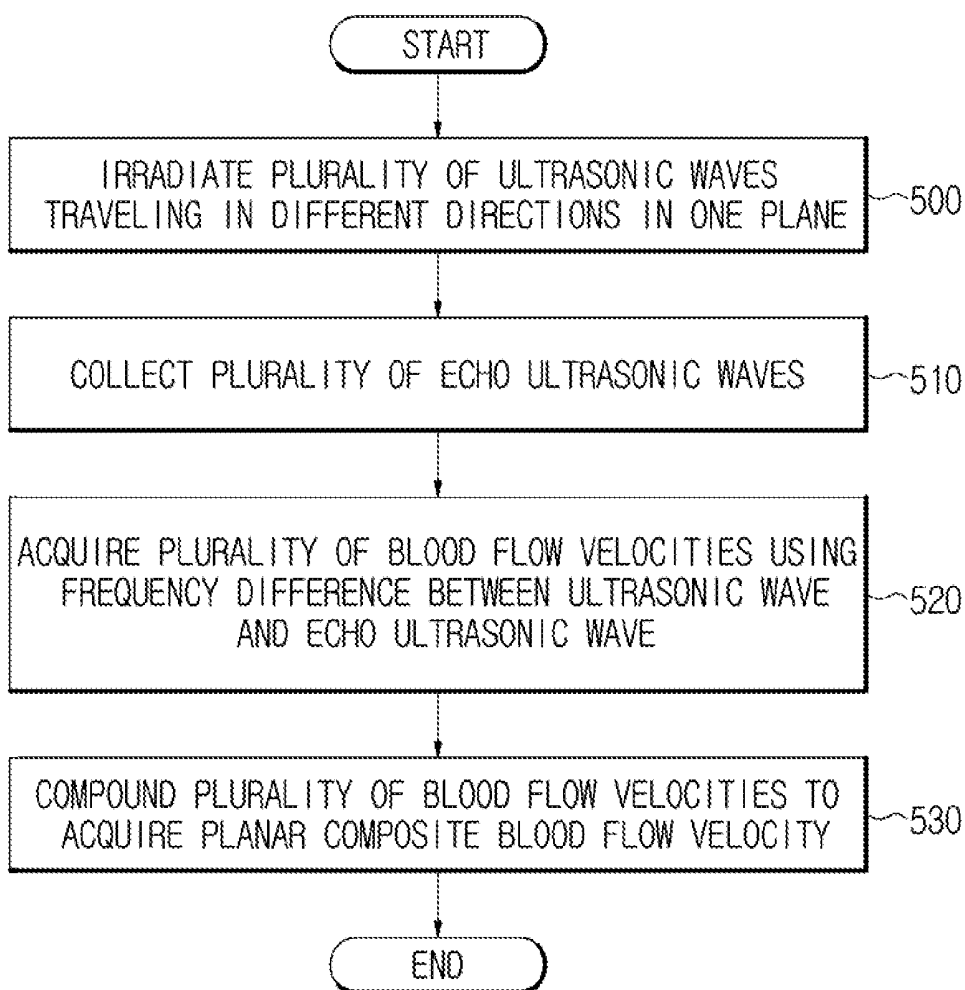 START
IRRADIATE PLURALITY OF ULTRASONIC WAVES
TRAVELING IN DIFFERENT DIRECTIONS IN ONE PLANE
500
COLLECT PLURALITY OF ECHO ULTRASONIC WAVES
510
ACQUIRE PLURALITY OF BLOOD FLOW VELOCITIES USING
FREQUENCY DIFFERENCE BETWEEN ULTRASONIC WAVE
AND ECHO ULTRASONIC WAVE
520
COMPOUND PLURALITY OF BLOOD FLOW VELOCITIES TO
ACQUIRE PLANAR COMPOSITE BLOOD FLOW VELOCITY
530
END